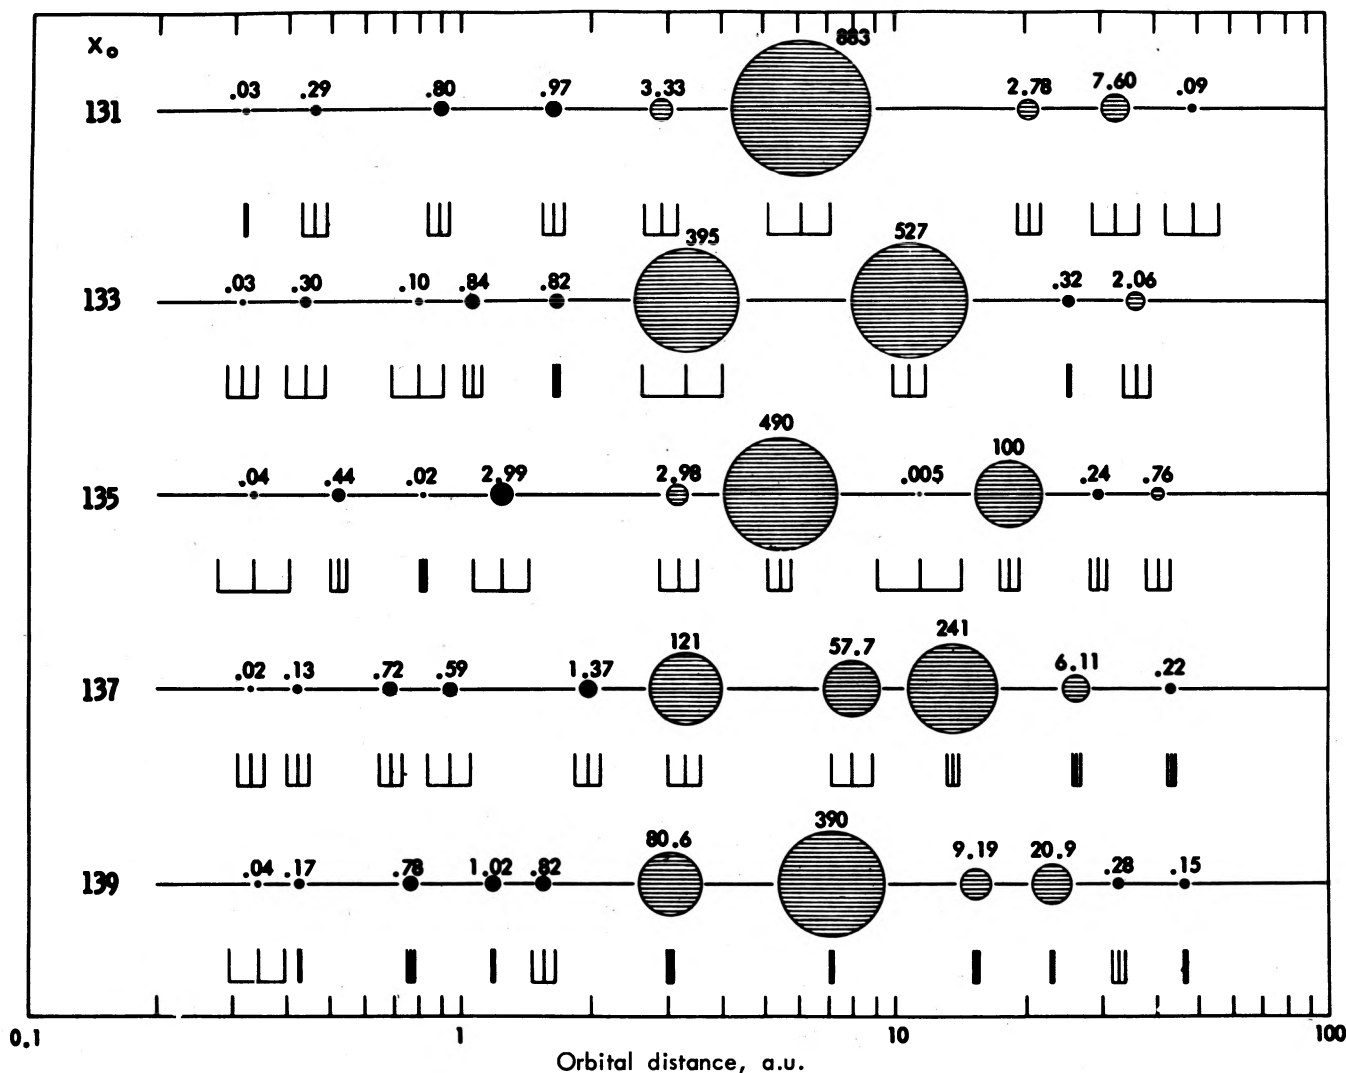 X₀
131 .03 .29 .80 .97 3.33 883 2.78 7.60 .09
133 .03 .30 .10 .84 .82 395 527 .32 2.06
135 .04 .44 .02 2.99 2.98 490 .005 100 .24 .76
137 .02 .13 .72 .59 1.37 121 57.7 241 6.11 .22
139 .04 .17 .78 1.02 .82 80.6 390 9.19 20.9 .28 .15
0.1 1 10 100
Orbital distance, a.u.